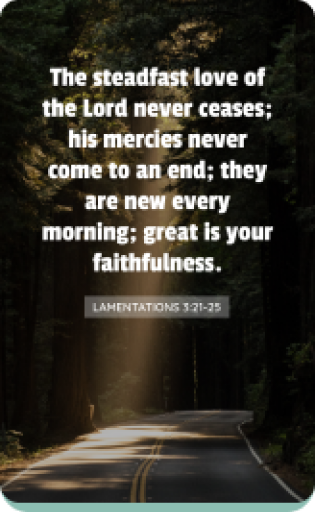 The steadfast love of
the Lord never ceases;
his mercies never
come to an end; they
are new every
morning; great is your
faithfulness.
LAMENTATIONS 3:21-25